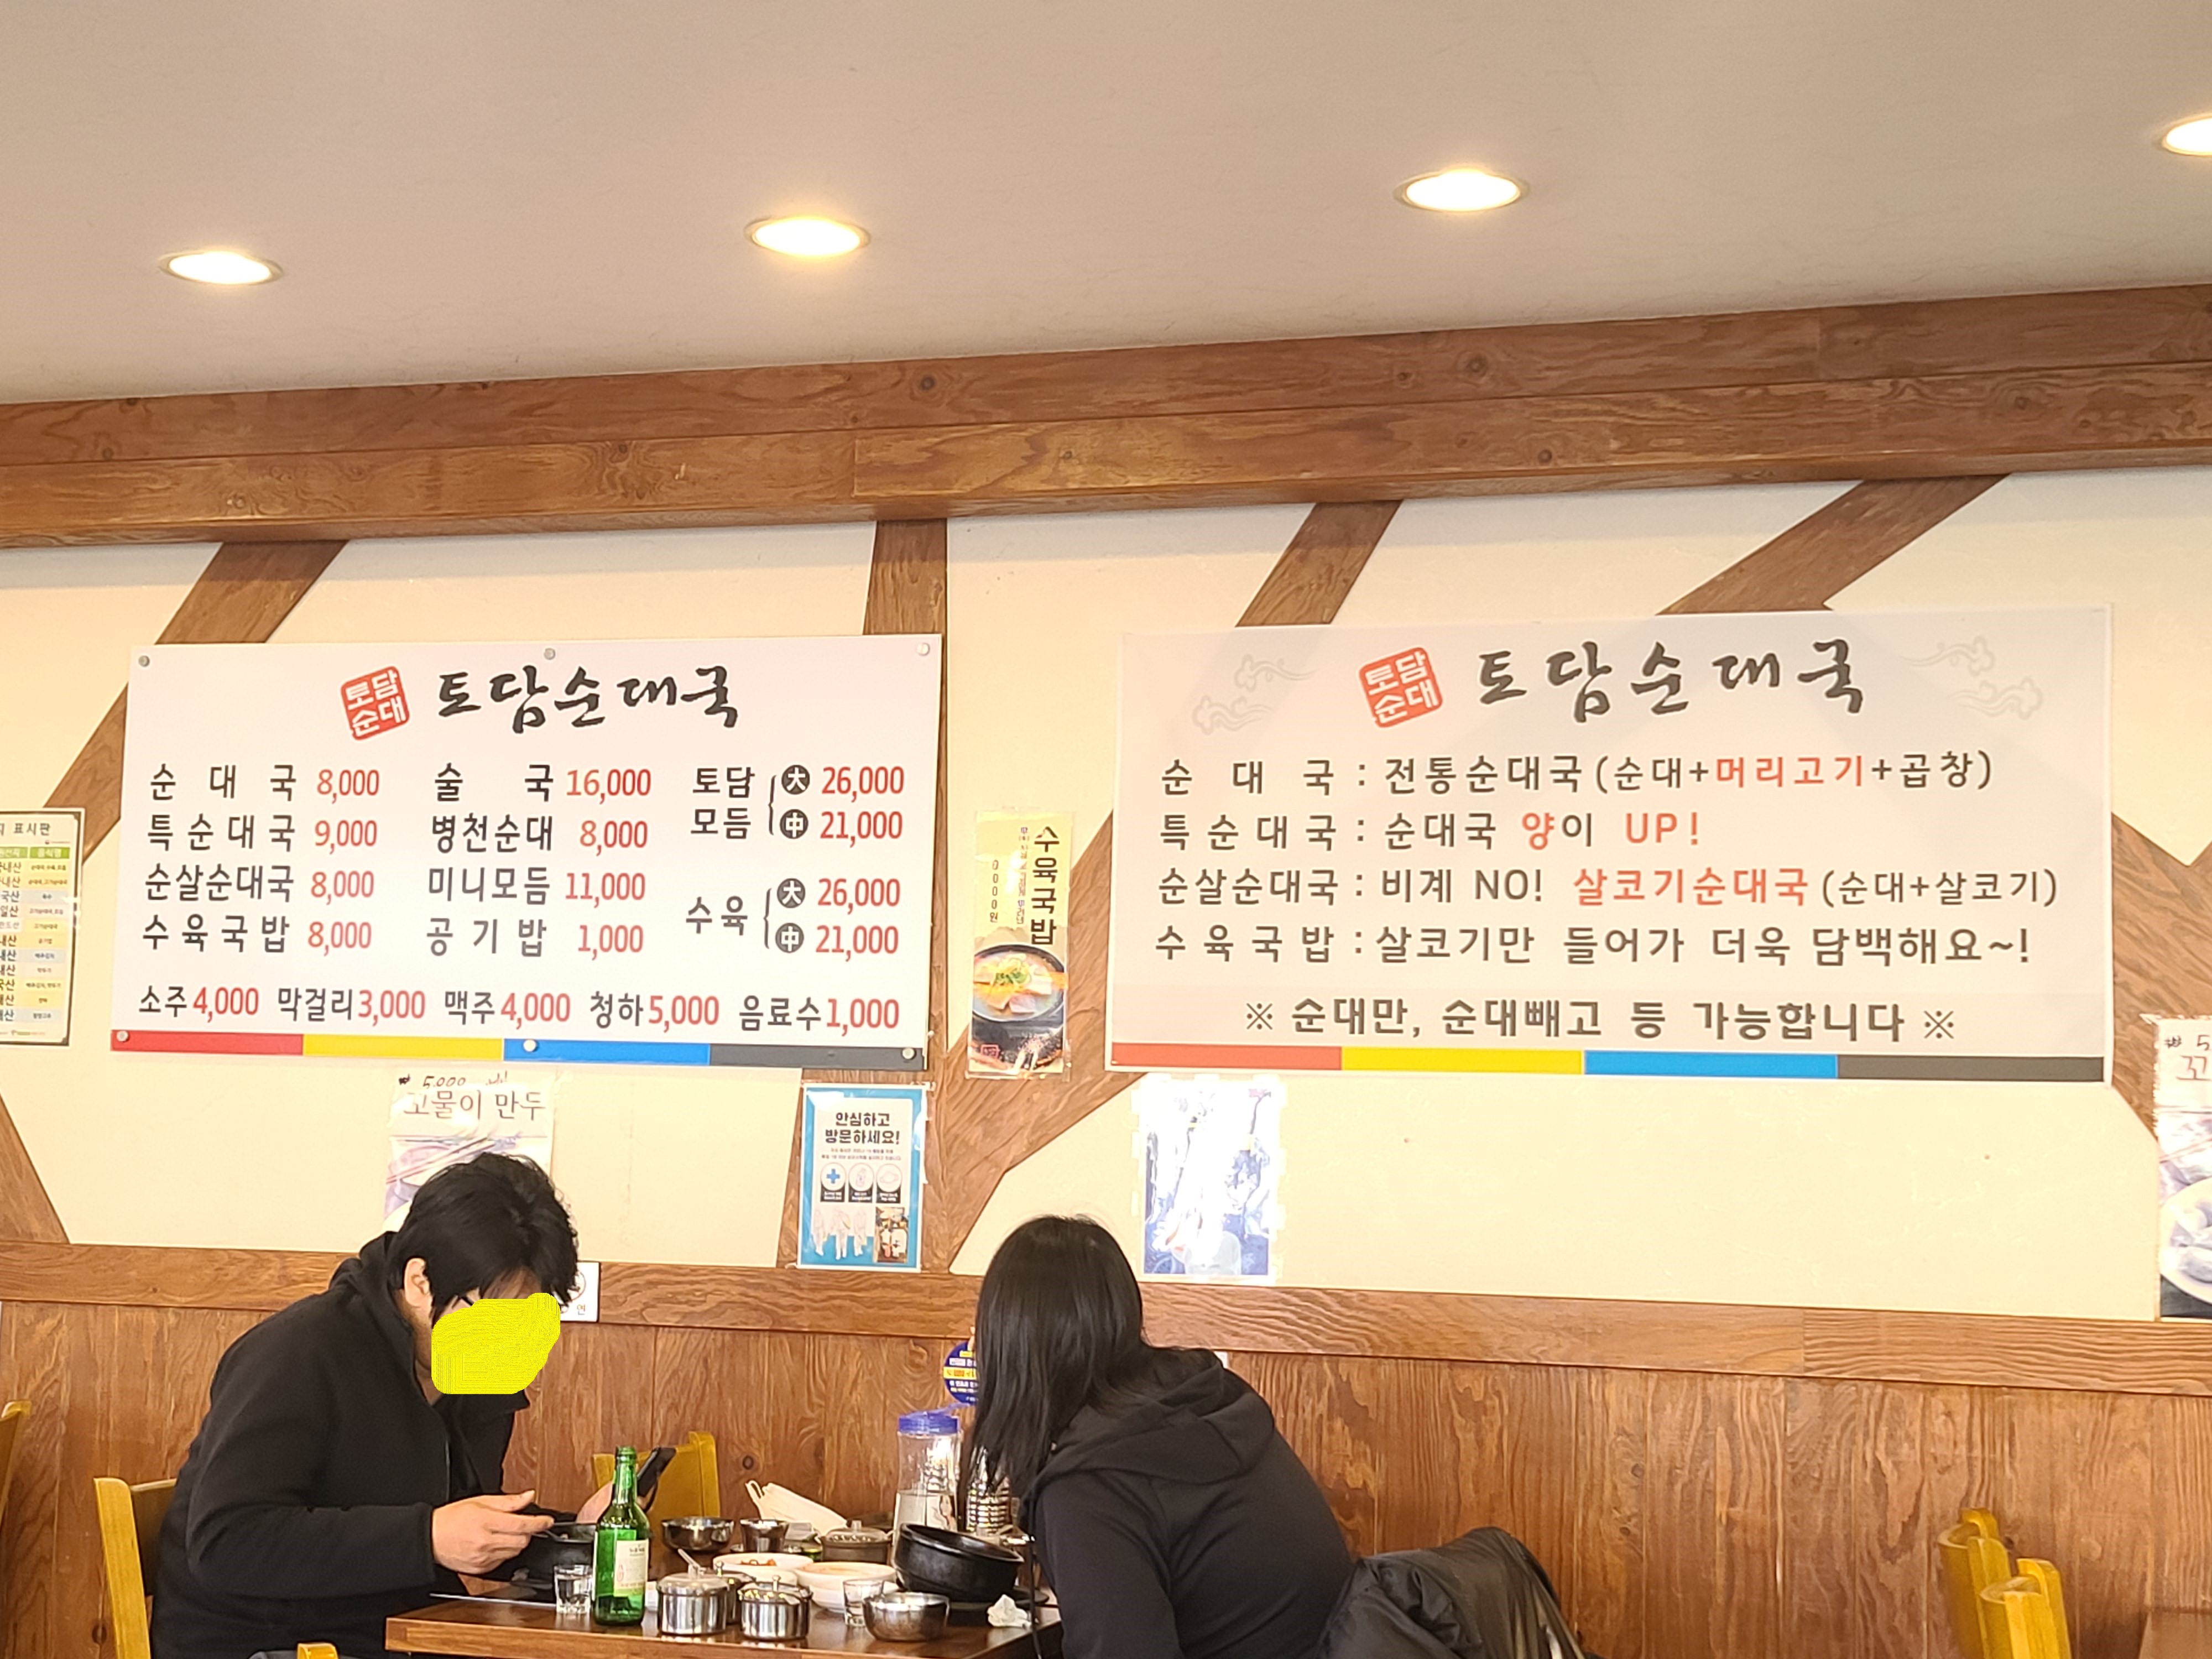 토담
순대
토담순대국
순대국 8,000 술국 16,000 토담 모듬 大 26,000
中 21,000
특순대국 9,000 병천순대 8,000
순살순대국 8,000 미니모듬 11,000 수육 大 26,000
中 21,000
수육국밥 8,000 공기밥 1,000
소주 4,000 막걸리 3,000 맥주 4,000 청하 5,000 음료수 1,000
수육국밥
토담
순대
토담순대국
순대국 : 전통순대국 (순대+머리고기+곱창)
특순대국 : 순대국 양이 UP!
순살순대국 : 비계 NO! 살코기순대국 (순대+살코기)
수육국밥 : 살코기만 들어가 더욱 담백해요~!
※ 순대만, 순대빼고 등 가능합니다 ※
표시판
만두
안심하고
방문하세요!